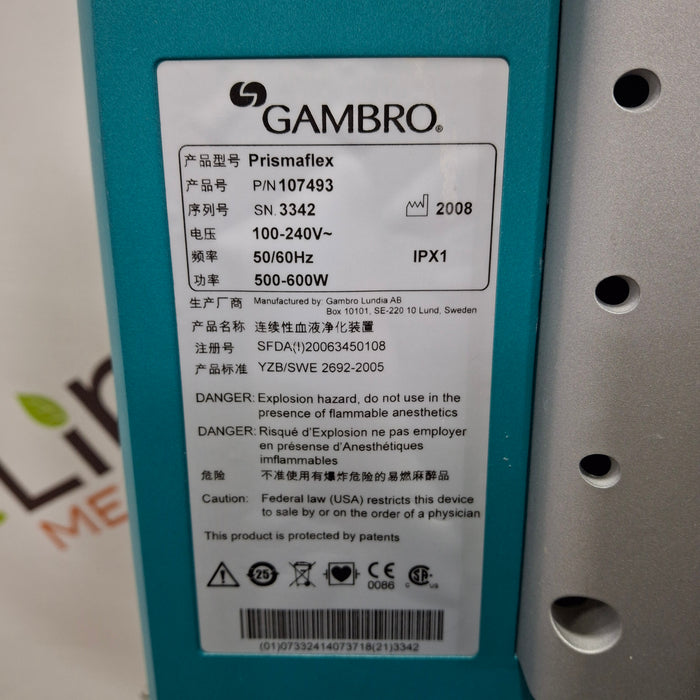 GAMBRO®
产品型号 Prismaflex
产品号 P/N 107493
序列号 SN. 3342 2008
电压 100-240V~
频率 50/60Hz IPX1
功率 500-600W
生产厂商 Manufactured by: Gambro Lundia AB
Box 10101, SE-220 10 Lund, Sweden
产品名称 连续性血液净化装置
注册号 SFDA(I)20063450108
产品标准 YZB/SWE 2692-2005
DANGER: Explosion hazard, do not use in the
presence of flammable anesthetics
DANGER: Risqué d'Explosion ne pas employer
en présense d'Anesthétiques
imflammables
危险 不准使用有爆炸危险的易燃麻醉品
Caution: Federal law (USA) restricts this device
to sale by or on the order of a physician
This product is protected by patents
25 CE 0086 C SA US
(01)07332414073718(21)3342
Lin
ME